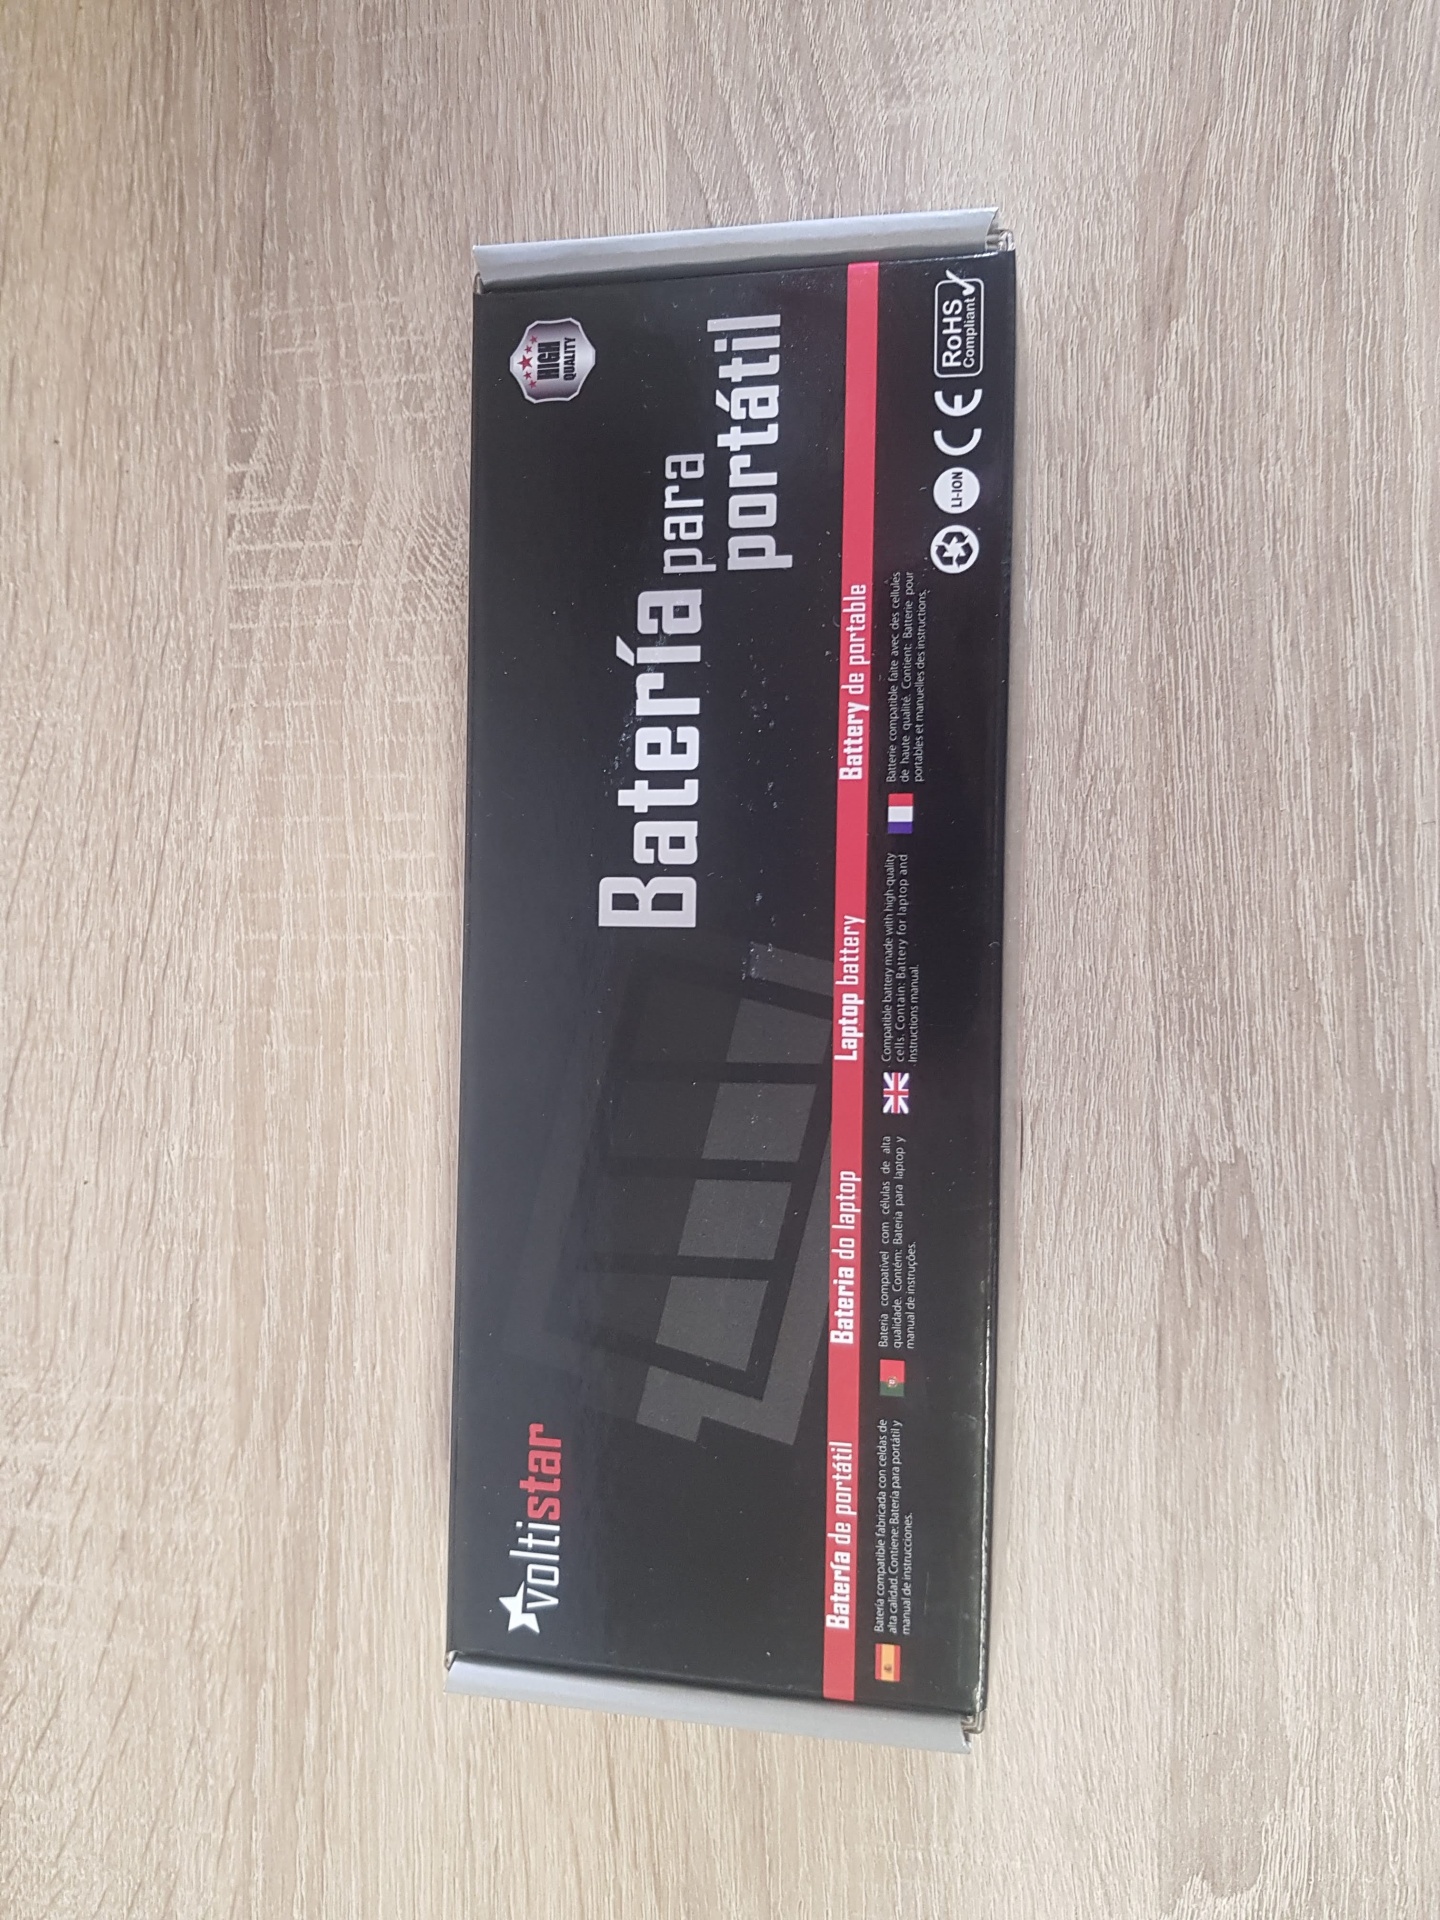 voltistar
HIGH
QUALITY
Batería para
portátil
Batería de portátil
Bateria do laptop
Laptop battery
Battery de portable
Batería compatible fabricada con celdas de
alta calidad. Contiene: Batería para portátil y
manual de instrucciones.
Bateria compatível com células de alta
qualidade. Contém: Bateria para laptop y
manual de instruções.
Compatible battery made with high-quality
cells. Contain: Battery for laptop and
Instructions manual.
Batterie compatible faite avec des cellules
de haute qualité. Contient: Batterie pour
portables et manuelles des instructions.
LI-ION
CE
RoHS
Compliant